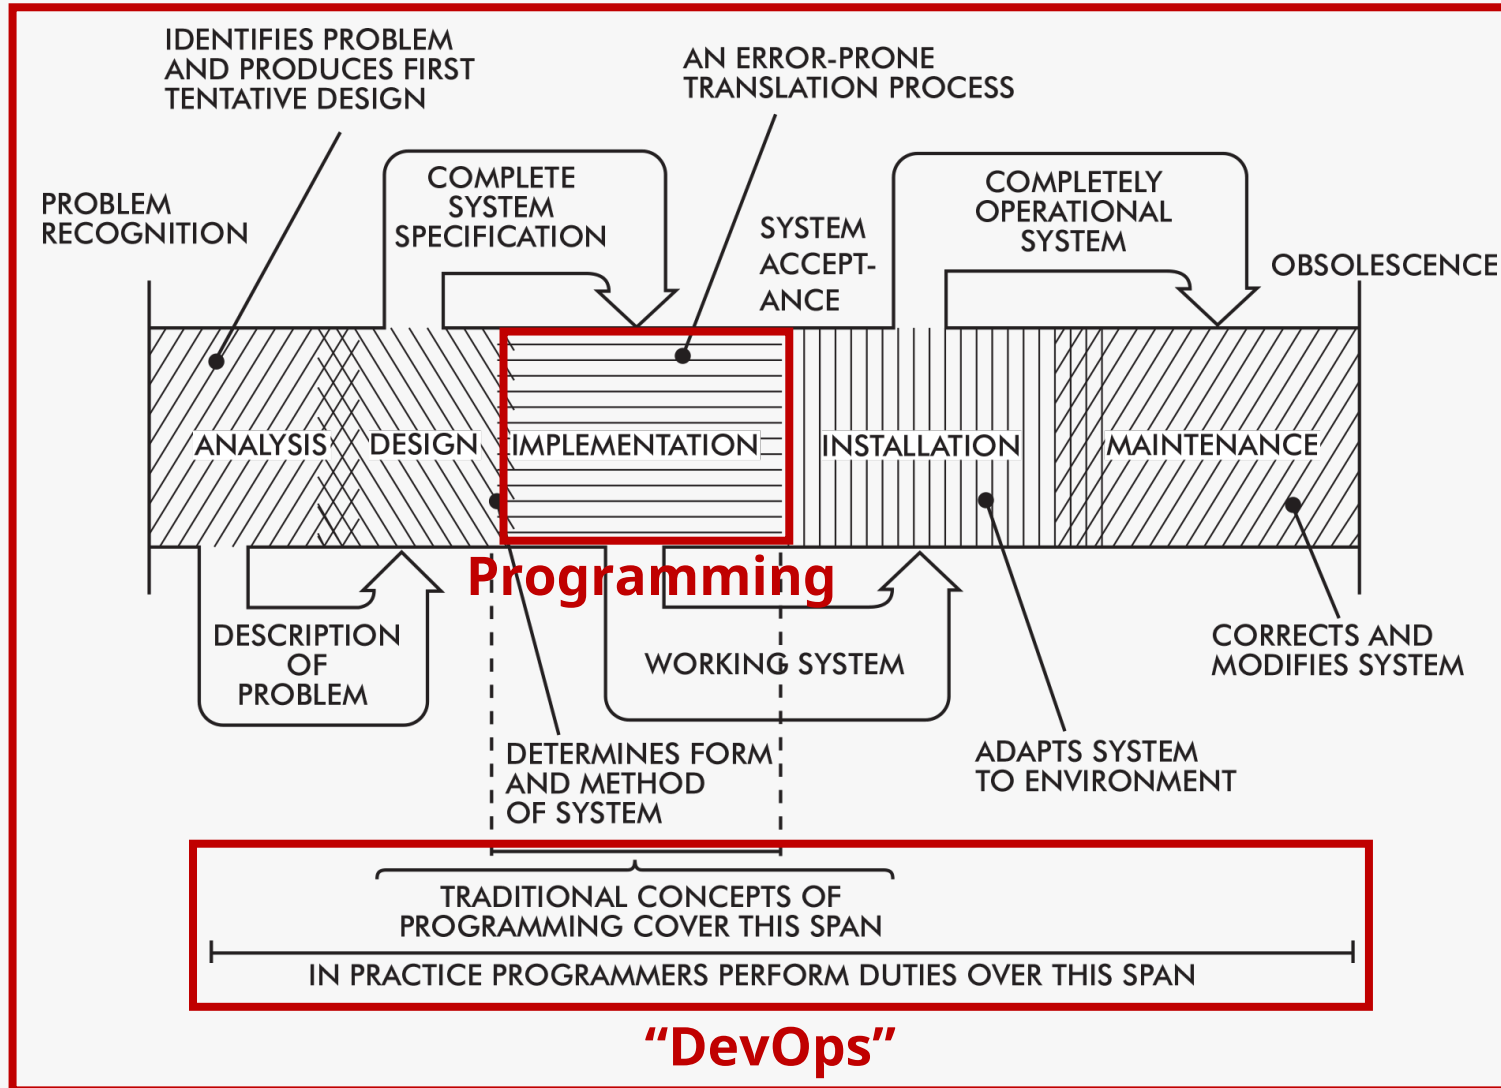 IDENTIFIES PROBLEM
AND PRODUCES FIRST
TENTATIVE DESIGN
AN ERROR-PRONE
TRANSLATION PROCESS
PROBLEM
RECOGNITION
COMPLETE
SYSTEM
SPECIFICATION
SYSTEM
ACCEPT-
ANCE
COMPLETELY
OPERATIONAL
SYSTEM
OBSOLESCENCE
ANALYSIS
DESIGN
IMPLEMENTATION
INSTALLATION
MAINTENANCE
Programming
DESCRIPTION
OF
PROBLEM
WORKING SYSTEM
CORRECTS AND
MODIFIES SYSTEM
DETERMINES FORM
AND METHOD
OF SYSTEM
ADAPTS SYSTEM
TO ENVIRONMENT
TRADITIONAL CONCEPTS OF
PROGRAMMING COVER THIS SPAN
IN PRACTICE PROGRAMMERS PERFORM DUTIES OVER THIS SPAN
“DevOps”